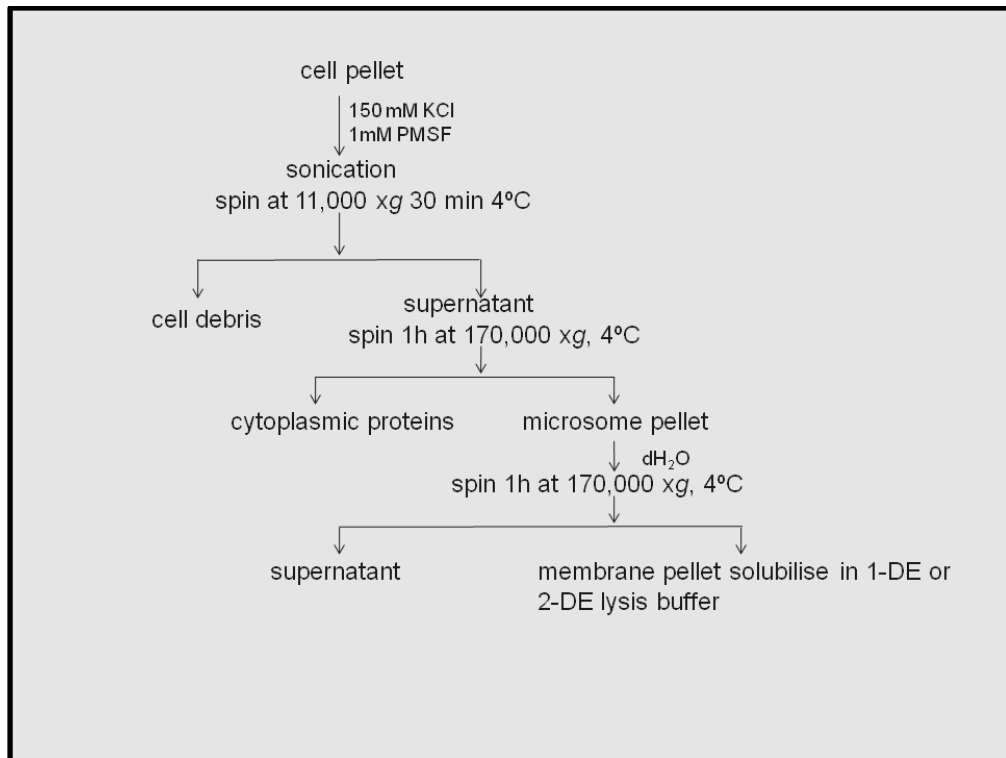 cell pellet
150 mM KCl
1mM PMSF
sonication
spin at 11,000 xg 30 min 4ºC
cell debris
supernatant
spin 1h at 170,000 xg, 4ºC
cytoplasmic proteins
microsome pellet
dH₂O
spin 1h at 170,000 xg, 4ºC
supernatant
membrane pellet solubilise in 1-DE or
2-DE lysis buffer